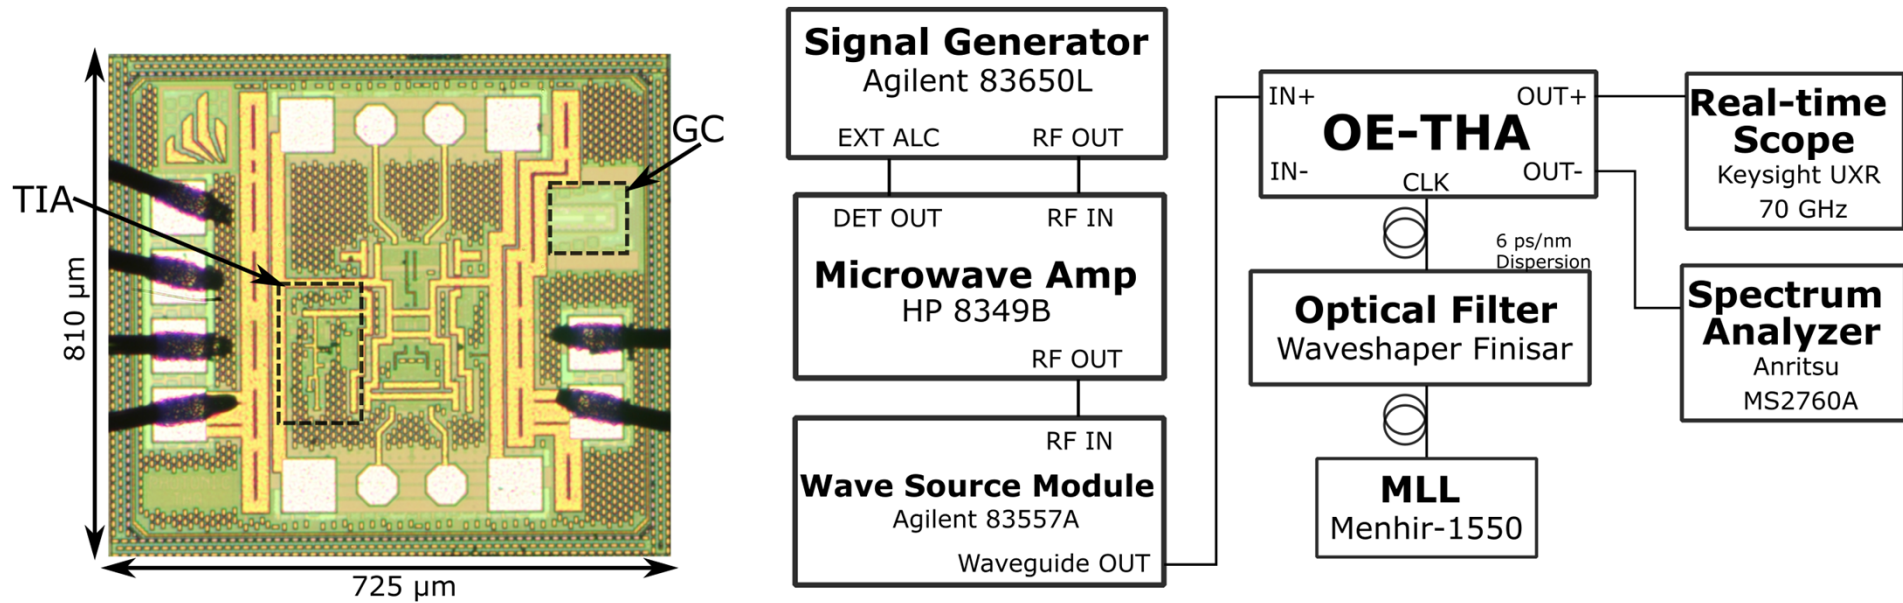 TIA
GC
810 µm
725 µm
Signal Generator
Agilent 83650L
EXT ALC
RF OUT
DET OUT
RF IN
Microwave Amp
HP 8349B
RF OUT
RF IN
Wave Source Module
Agilent 83557A
Waveguide OUT
IN+
OUT+
OE-THA
IN-
OUT-
CLK
6 ps/nm
Dispersion
Optical Filter
Waveshaper Finisar
MLL
Menhir-1550
Real-time
Scope
Keysight UXR
70 GHz
Spectrum
Analyzer
Anritsu
MS2760A